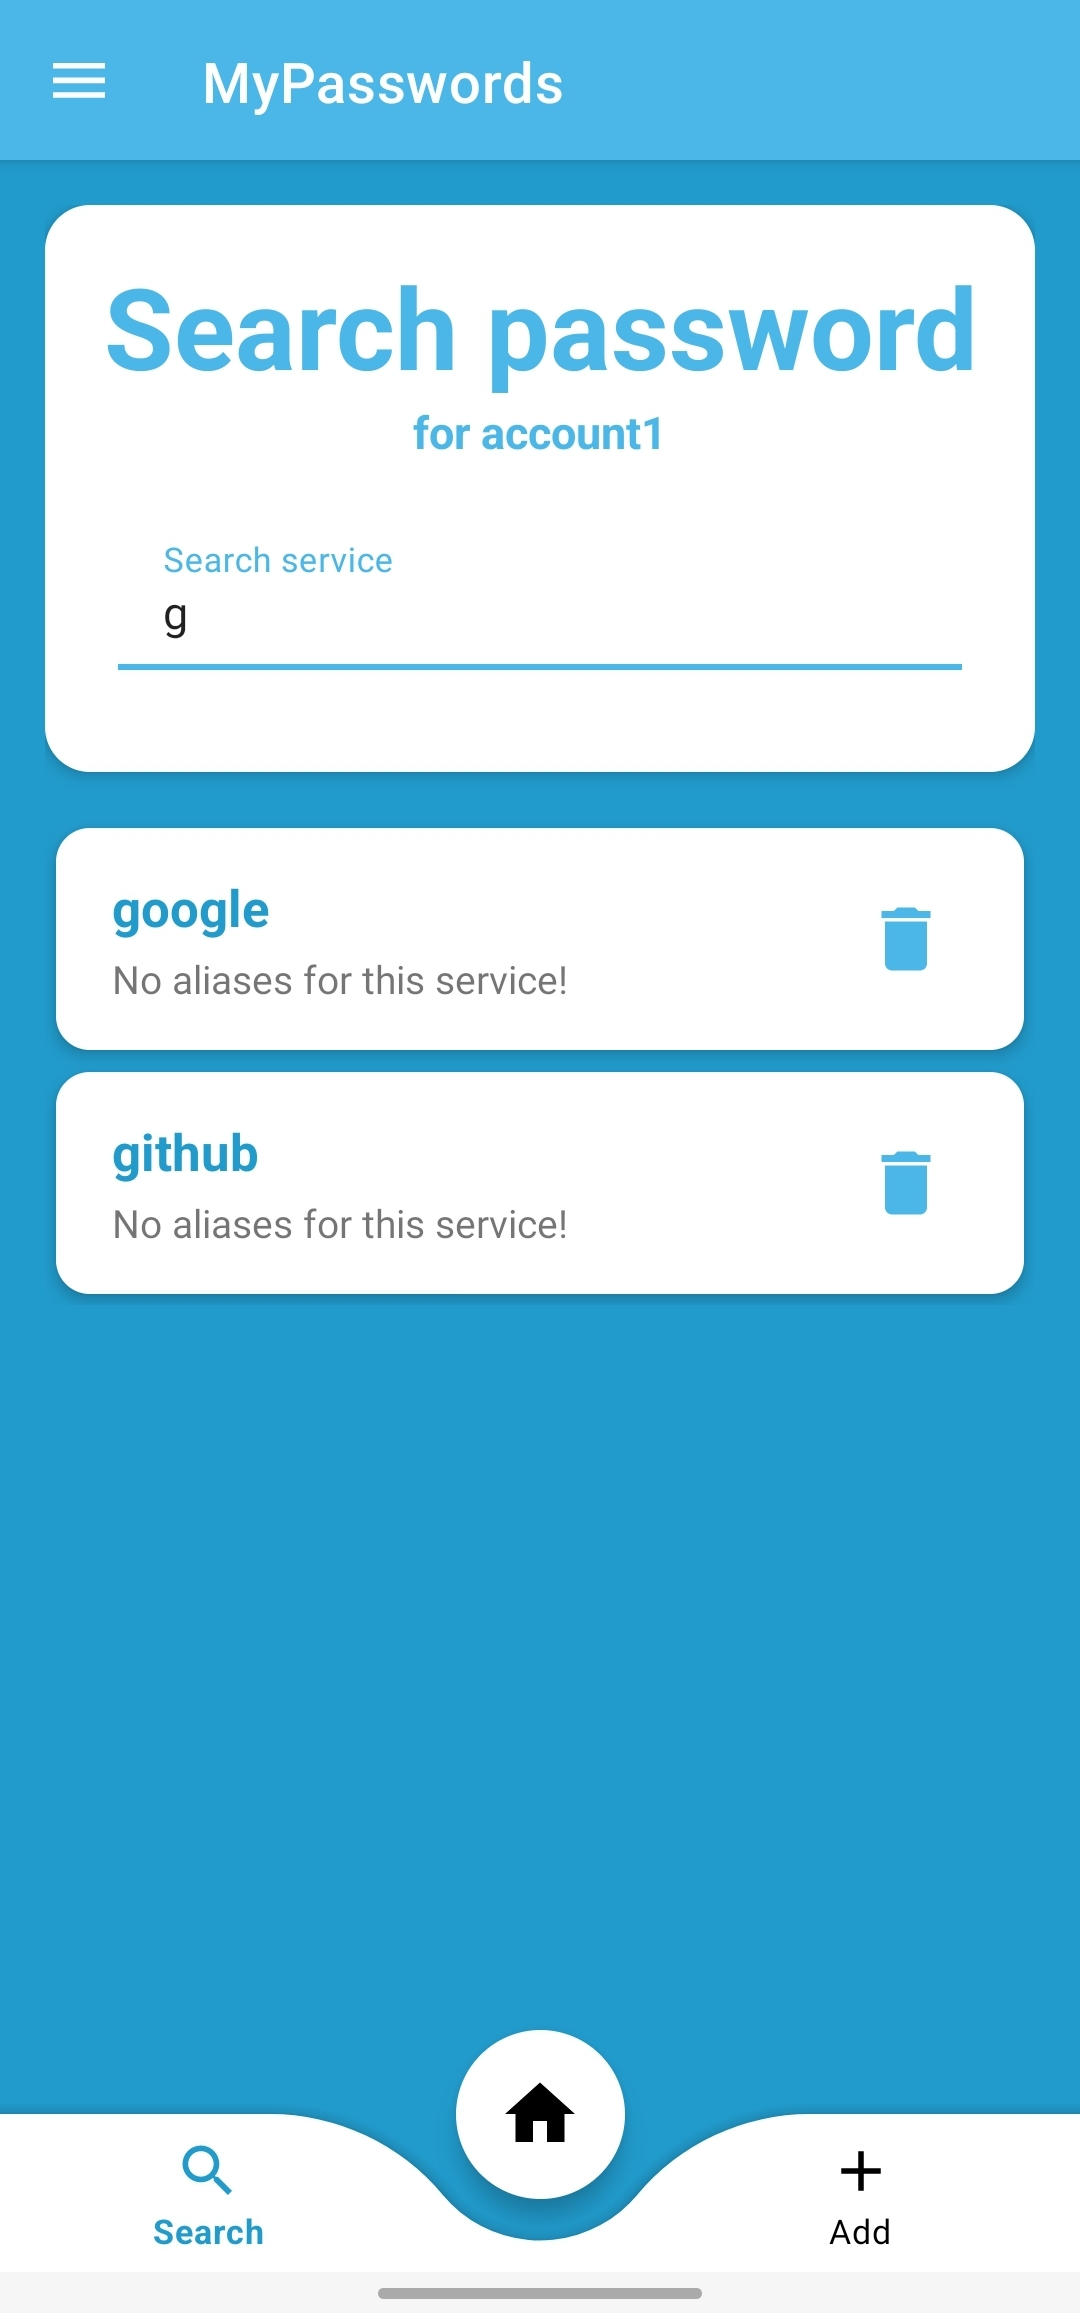 MyPasswords
Search password
for account1
Search service
g
google
No aliases for this service!
github
No aliases for this service!
Search
Add